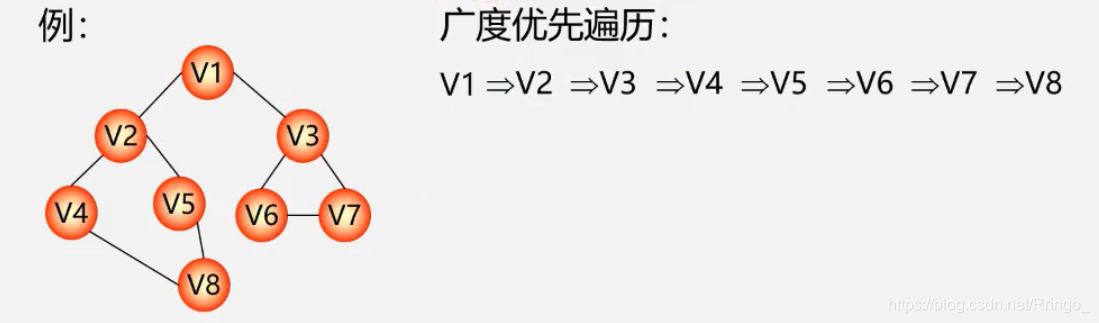 例：
广度优先遍历：
V1 ⇒V2 ⇒V3 ⇒V4 ⇒V5 ⇒V6 ⇒V7 ⇒V8
V1
V2
V3
V4
V5
V6
V7
V8
https://blog.csdn.net/Rringo_